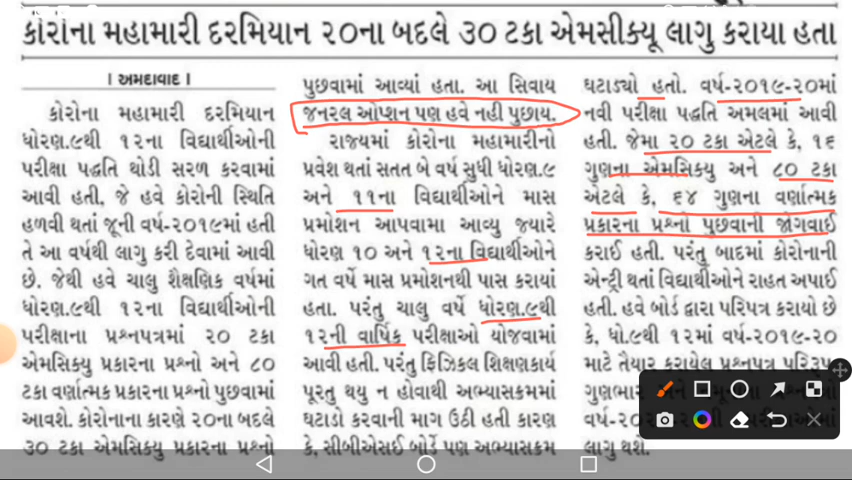 કોરોના મહામારી દરમિયાન ૨૦ના બદલે ૩૦ ટકા એમસીક્યૂ લાગુ કરાયા હતા
। અમદાવાદ ।
કોરોના મહામારી દરમિયાન
ધોરણ.૯થી ૧૨ના વિદ્યાર્થીઓની
પરીક્ષા પદ્ધતિ થોડી સરળ કરવામાં
આવી હતી, જે હવે કોરોની સ્થિતિ
હળવી થતાં જૂની વર્ષ-૨૦૧૯માં હતી
તે આ વર્ષથી લાગુ કરી દેવામાં આવી
છે. જેથી હવે ચાલુ શૈક્ષણિક વર્ષમાં
ધોરણ.૯થી ૧૨ના વિદ્યાર્થીઓની
પરીક્ષાના પ્રશ્નપત્રમાં ૨૦ ટકા
એમસિક્યુ પ્રકારના પ્રશ્નો અને ૮૦
ટકા વર્ણાત્મક પ્રકારના પ્રશ્નો પુછવામાં
આવશે. કોરોનાના કારણે ૨૦ના બદલે
૩૦ ટકા એમસિક્યુ પ્રકારના પ્રશ્નો
પુછવામાં આવ્યાં હતા. આ સિવાય
જનરલ ઓપ્શન પણ હવે નહી પુછાય.
રાજ્યમાં કોરોના મહામારીનો
પ્રવેશ થતાં સતત બે વર્ષ સુધી ધોરણ.૯
અને ૧૧ના વિદ્યાર્થીઓને માસ
પ્રમોશન આપવામા આવ્યુ જ્યારે
ધોરણ ૧૦ અને ૧૨ના વિદ્યાર્થીઓને
ગત વર્ષે માસ પ્રમોશનથી પાસ કરાયાં
હતા. પરંતુ ચાલુ વર્ષે ધોરણ.૯થી
૧૨ની વાર્ષિક પરીક્ષાઓ યોજવામાં
આવી હતી. પરંતુ ફિઝિકલ શિક્ષણકાર્ય
પૂરતુ થયુ ન હોવાથી અભ્યાસક્રમમાં
ઘટાડો કરવાની માગ ઉઠી હતી કારણ
કે, સીબીએસઈ બોર્ડે પણ અભ્યાસક્રમ
ઘટાડ્યો હતો. વર્ષ-૨૦૧૯-૨૦માં
નવી પરીક્ષા પદ્ધતિ અમલમાં આવી
હતી. જેમા ૨૦ ટકા એટલે કે, ૧૬
ગુણના એમસિક્યુ અને ૮૦ ટકા
એટલે કે, ૬૪ ગુણના વર્ણાત્મક
પ્રકારના પ્રશ્નો પુછવાની જોગવાઈ
કરાઈ હતી. પરંતુ બાદમાં કોરોનાની
એન્ટ્રી થતાં વિદ્યાર્થીઓને રાહત અપાઈ
હતી. હવે બોર્ડ દ્વારા પરિપત્ર કરાયો છે
કે, ધો.૯થી ૧૨માં વર્ષ-૨૦૧૯-૨૦
માટે તૈયાર કરાયેલ પ્રશ્નપત્ર પરિરૂપ
ગુણભાર
વર્ષ-૨૦
લાગુ થશે.